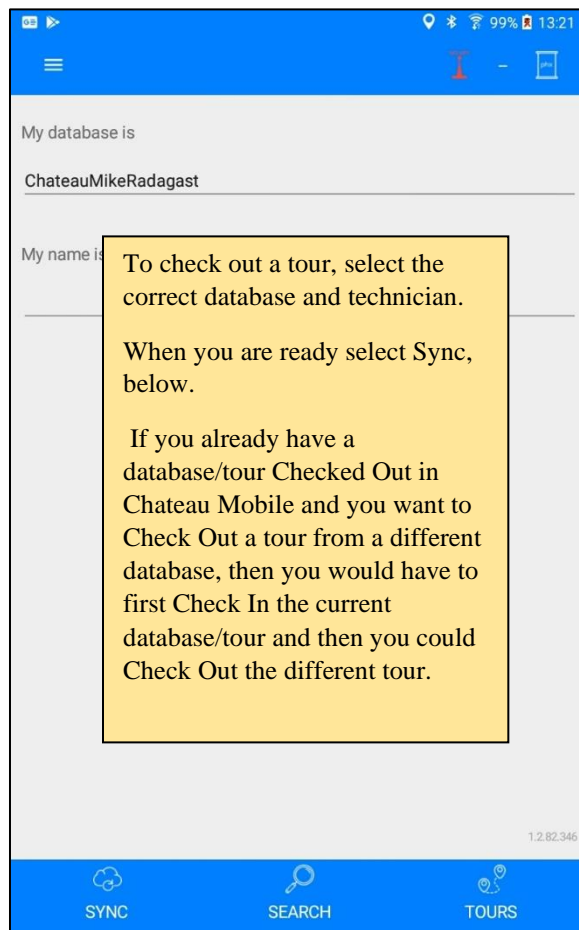 99% 13:21
My database is
ChateauMikeRadagast
My name is
To check out a tour, select the
correct database and technician.
When you are ready select Sync,
below.
If you already have a
database/tour Checked Out in
Chateau Mobile and you want to
Check Out a tour from a different
database, then you would have to
first Check In the current
database/tour and then you could
Check Out the different tour.
1.2.82.346
SYNC SEARCH TOURS